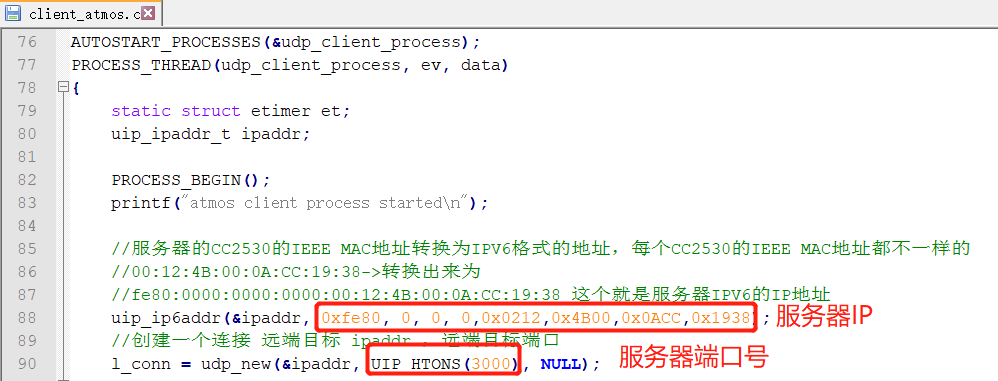 client_atmos.c
76 AUTOSTART_PROCESSES(&udp_client_process);
77 PROCESS_THREAD(udp_client_process, ev, data)
78 {
79 static struct etimer et;
80 uip_ipaddr_t ipaddr;
81
82 PROCESS_BEGIN();
83 printf("atmos client process started\n");
84
85 //服务器的CC2530的IEEE MAC地址转换为IPV6格式的地址，每个CC2530的IEEE MAC地址都不一样的
86 //00:12:4B:00:0A:CC:19:38->转换出来为
87 //fe80:0000:0000:0000:00:12:4B:00:0A:CC:19:38 这个就是服务器IPV6的IP地址
88 uip_ip6addr(&ipaddr, 0xfe80, 0, 0, 0,0x0212,0x4B00,0x0ACC,0x1938); 服务器IP
89 //创建一个连接 远端目标 ipaddr , 远端目标端口
90 l_conn = udp_new(&ipaddr, UIP_HTONS(3000), NULL); 服务器端口号